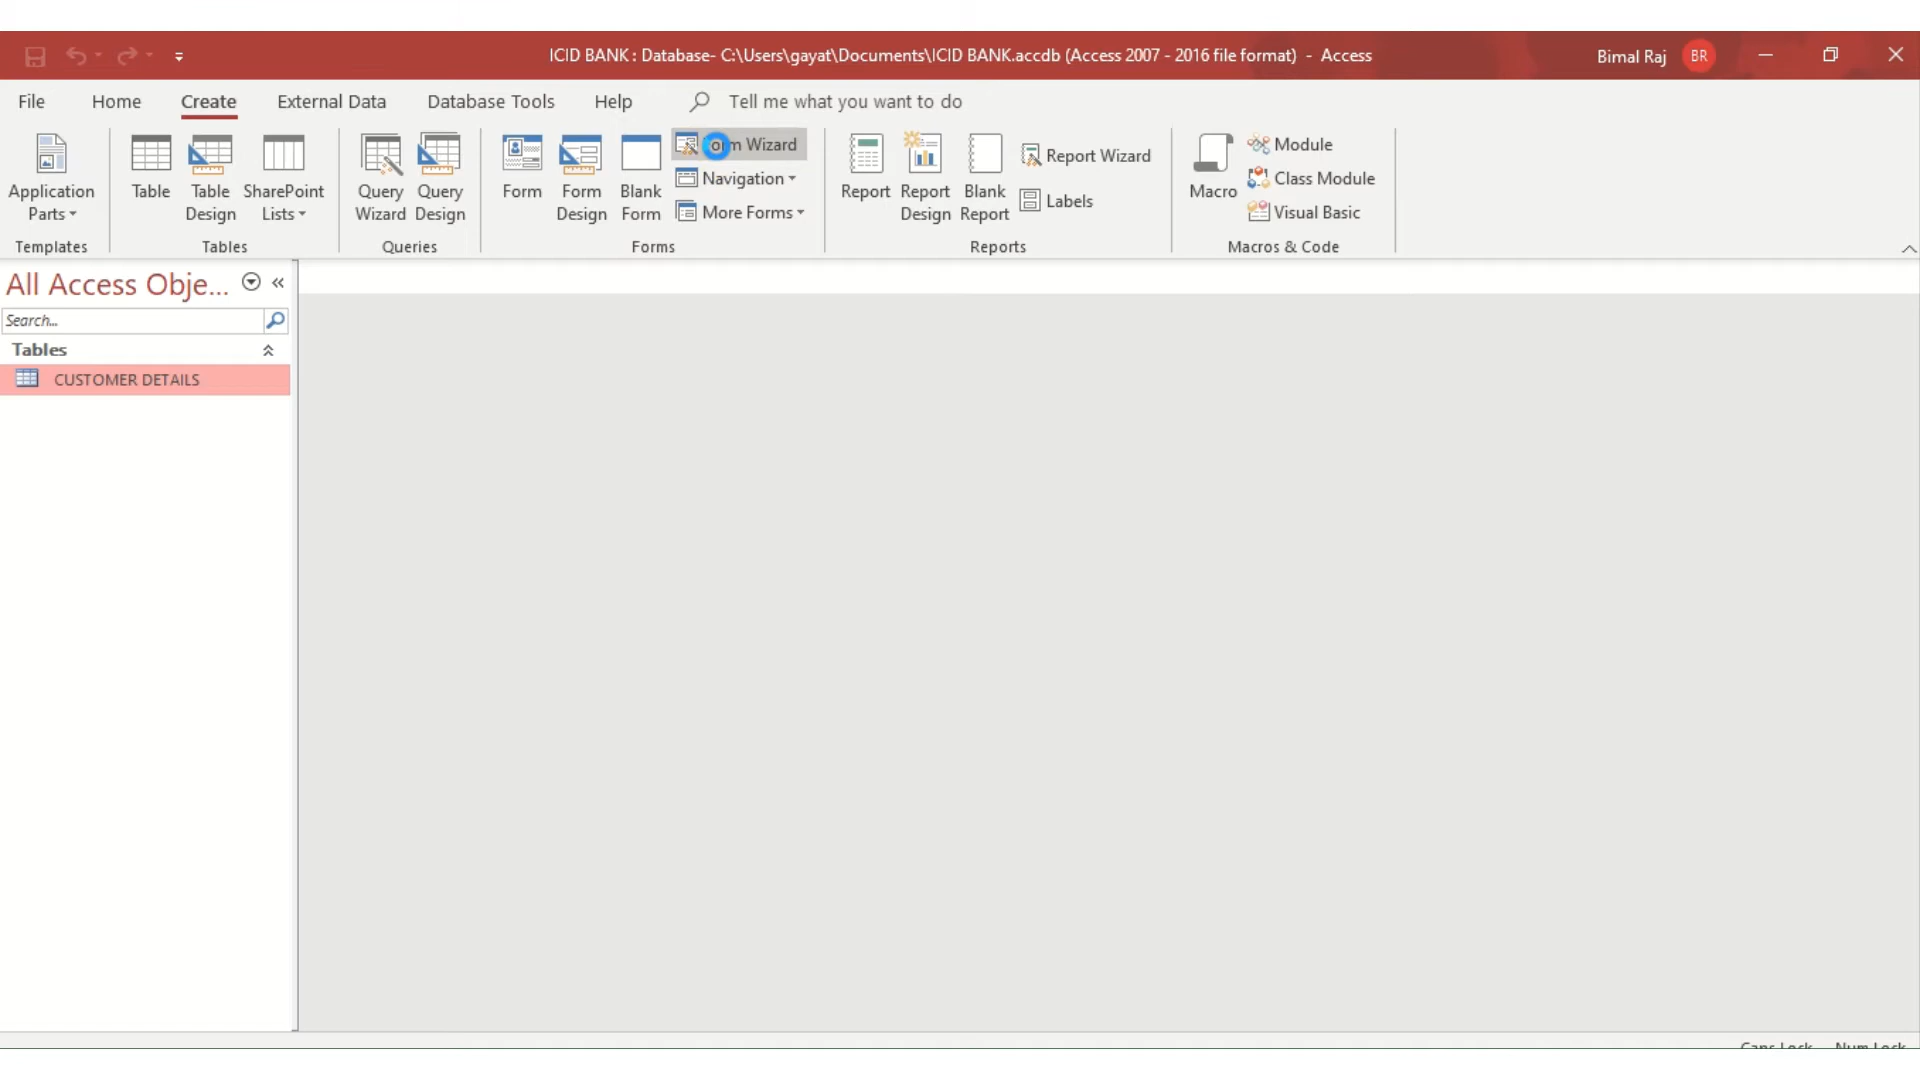 ICID BANK : Database- C:\Users\gayat\Documents\ICID BANK.accdb (Access 2007 - 2016 file format) - Access
Bimal Raj
BR
File
Home
Create
External Data
Database Tools
Help
Tell me what you want to do
Application
Parts
Templates
Table
Table
Design
SharePoint
Lists
Tables
Query
Wizard
Query
Design
Queries
Form
Form
Design
Blank
Form
Wizard
Navigation
More Forms
Forms
Report
Report
Design
Blank
Report
Report Wizard
Labels
Reports
Macro
Module
Class Module
Visual Basic
Macros & Code
All Access Obje...
Search...
Tables
CUSTOMER DETAILS
Caps Lock
Num Lock